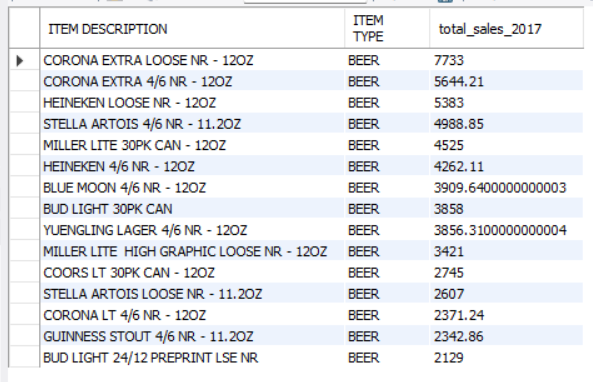 ITEM DESCRIPTION ITEM TYPE total_sales_2017
CORONA EXTRA LOOSE NR - 12OZ BEER 7733
CORONA EXTRA 4/6 NR - 12OZ BEER 5644.21
HEINEKEN LOOSE NR - 12OZ BEER 5383
STELLA ARTOIS 4/6 NR - 11.2OZ BEER 4988.85
MILLER LITE 30PK CAN - 12OZ BEER 4525
HEINEKEN 4/6 NR - 12OZ BEER 4262.11
BLUE MOON 4/6 NR - 12OZ BEER 3909.6400000000003
BUD LIGHT 30PK CAN BEER 3858
YUENGLING LAGER 4/6 NR - 12OZ BEER 3856.3100000000004
MILLER LITE  HIGH GRAPHIC LOOSE NR - 12OZ BEER 3421
COORS LT 30PK CAN - 12OZ BEER 2745
STELLA ARTOIS LOOSE NR - 11.2OZ BEER 2607
CORONA LT 4/6 NR - 12OZ BEER 2371.24
GUINNESS STOUT 4/6 NR - 11.2OZ BEER 2342.86
BUD LIGHT 24/12 PREPRINT LSE NR BEER 2129